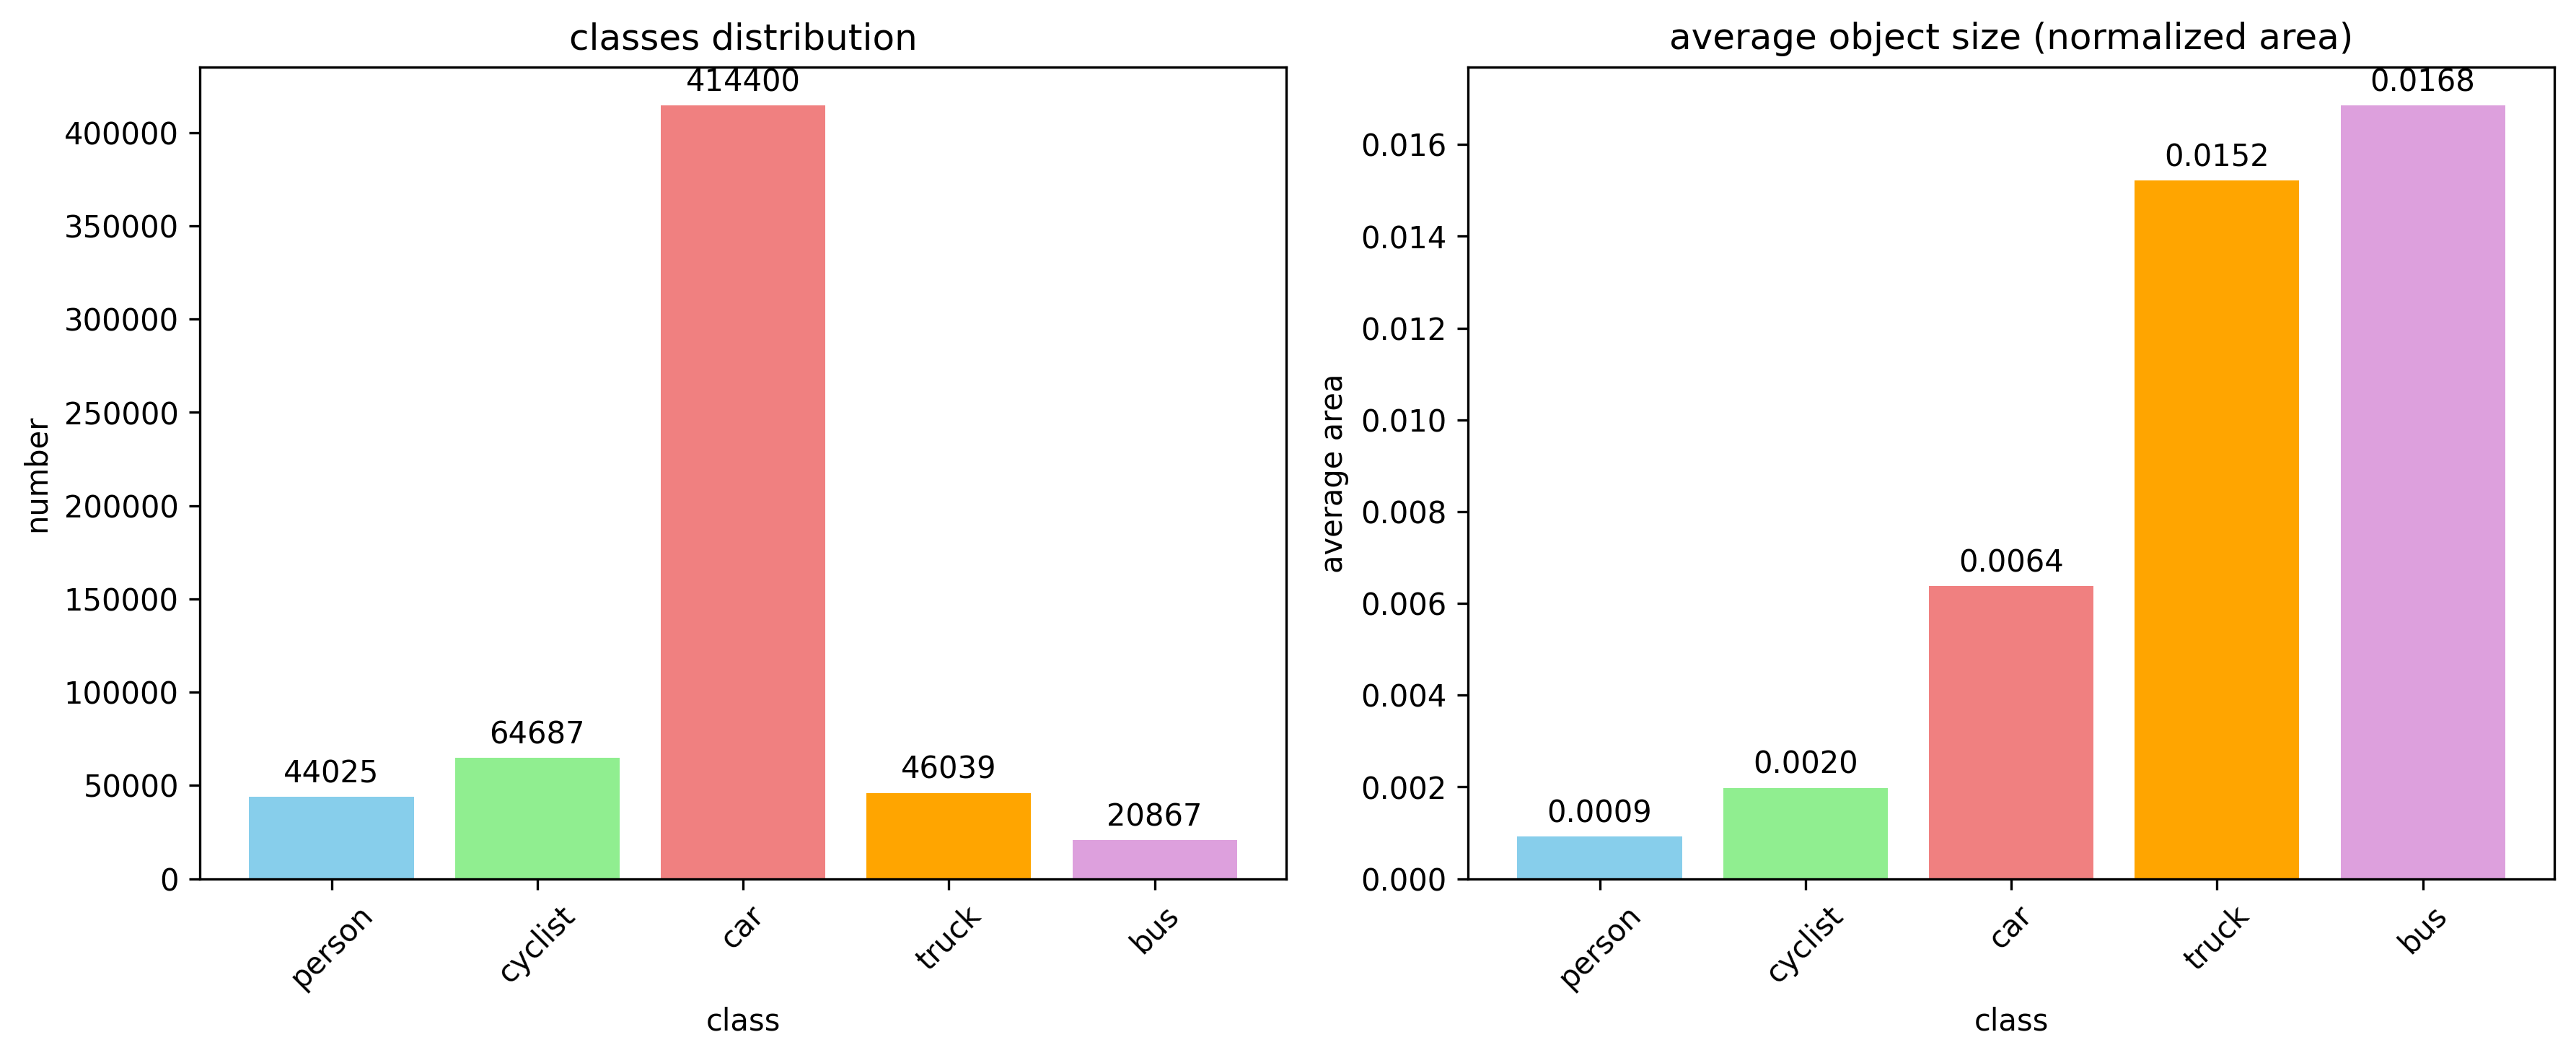 classes distribution
number
400000
350000
300000
250000
200000
150000
100000
50000
0
44025
64687
414400
46039
20867
person
cyclist
car
truck
bus
class
average object size (normalized area)
average area
0.016
0.014
0.012
0.010
0.008
0.006
0.004
0.002
0.000
0.0009
0.0020
0.0064
0.0152
0.0168
person
cyclist
car
truck
bus
class